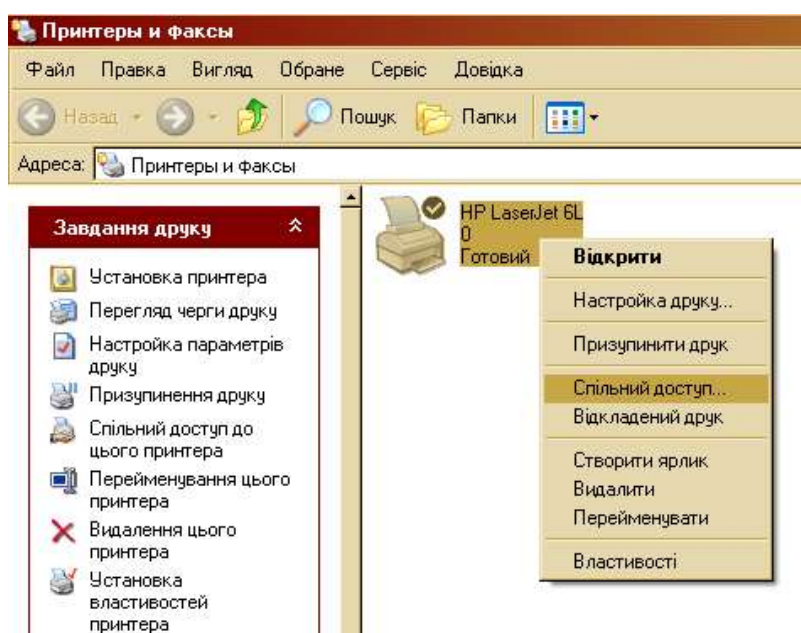 Принтеры и факсы
Файл Правка Вигляд Обране Сервіс Довідка
Назад Пошук Папки
Адреса: Принтеры и факсы
Завдання друку
Установка принтера
Перегляд черги друку
Настройка параметрів
друку
Призупинення друку
Спільний доступ до
цього принтера
Перейменування цього
принтера
Видалення цього
принтера
Установка
властивостей
принтера
HP LaserJet 6L
0
Готовий
Відкрити
Настройка друку...
Призупинити друк
Спільний доступ...
Відкладений друк
Створити ярлик
Видалити
Перейменувати
Властивості